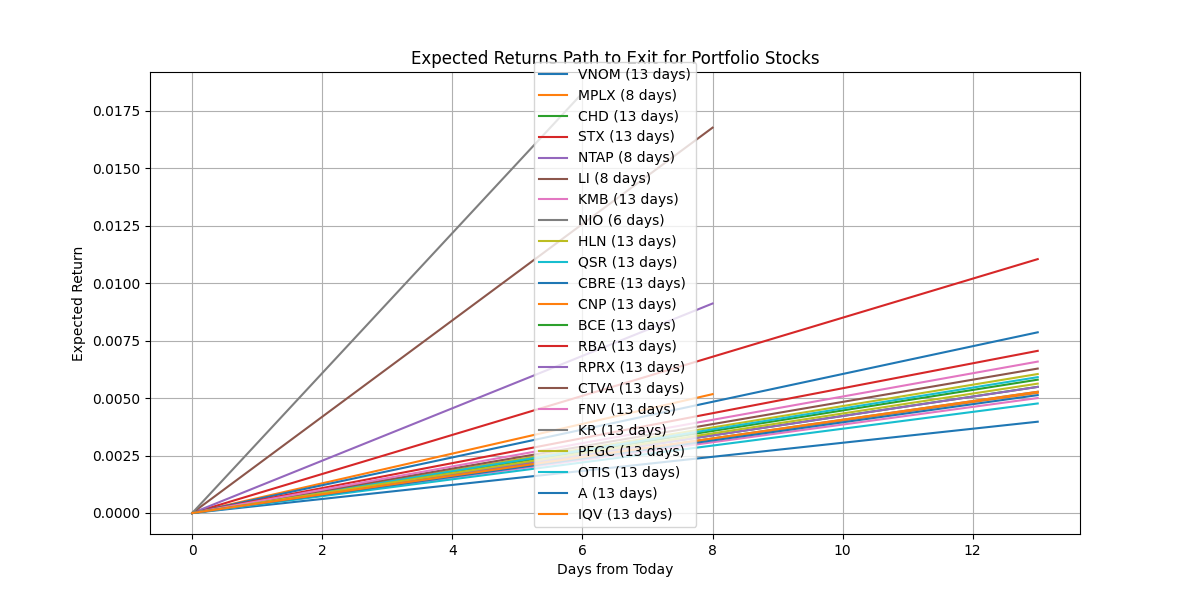 Expected Returns Path to Exit for Portfolio Stocks
VNOM (13 days)
MPLX (8 days)
CHD (13 days)
STX (13 days)
NTAP (8 days)
LI (8 days)
KMB (13 days)
NIO (6 days)
HLN (13 days)
QSR (13 days)
CBRE (13 days)
CNP (13 days)
BCE (13 days)
RBA (13 days)
RPRX (13 days)
CTVA (13 days)
FNV (13 days)
KR (13 days)
PFGC (13 days)
OTIS (13 days)
A (13 days)
IQV (13 days)
Expected Return
0.0175
0.0150
0.0125
0.0100
0.0075
0.0050
0.0025
0.0000
0 2 4 6 8 10 12
Days from Today